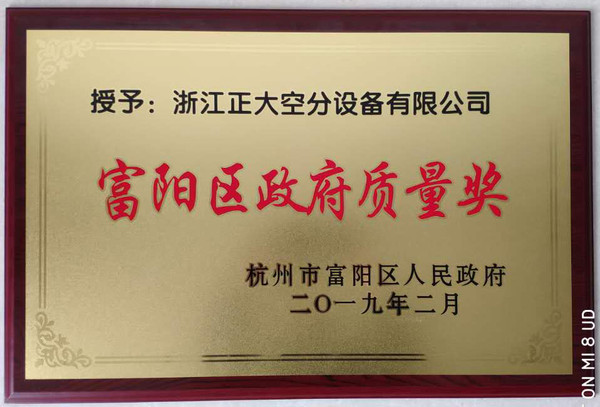 授予：浙江正大空分设备有限公司
富阳区政府质量奖
杭州市富阳区人民政府
二〇一九年二月
ON MI 8 UD